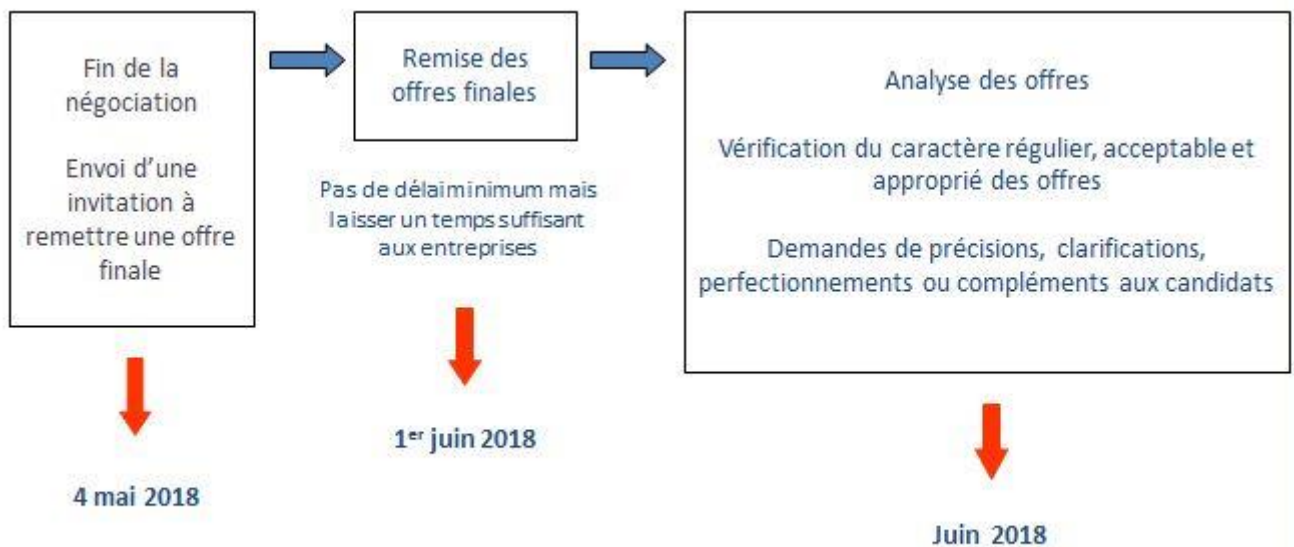 Fin de la
négociation
Envoi d’une
invitation à
remettre une offre
finale
4 mai 2018
Remise des
offres finales
Pas de délai minimum mais
laisser un temps suffisant
aux entreprises
1er juin 2018
Analyse des offres
Vérification du caractère régulier, acceptable et
approprié des offres
Demandes de précisions, clarifications,
perfectionnements ou compléments aux candidats
Juin 2018